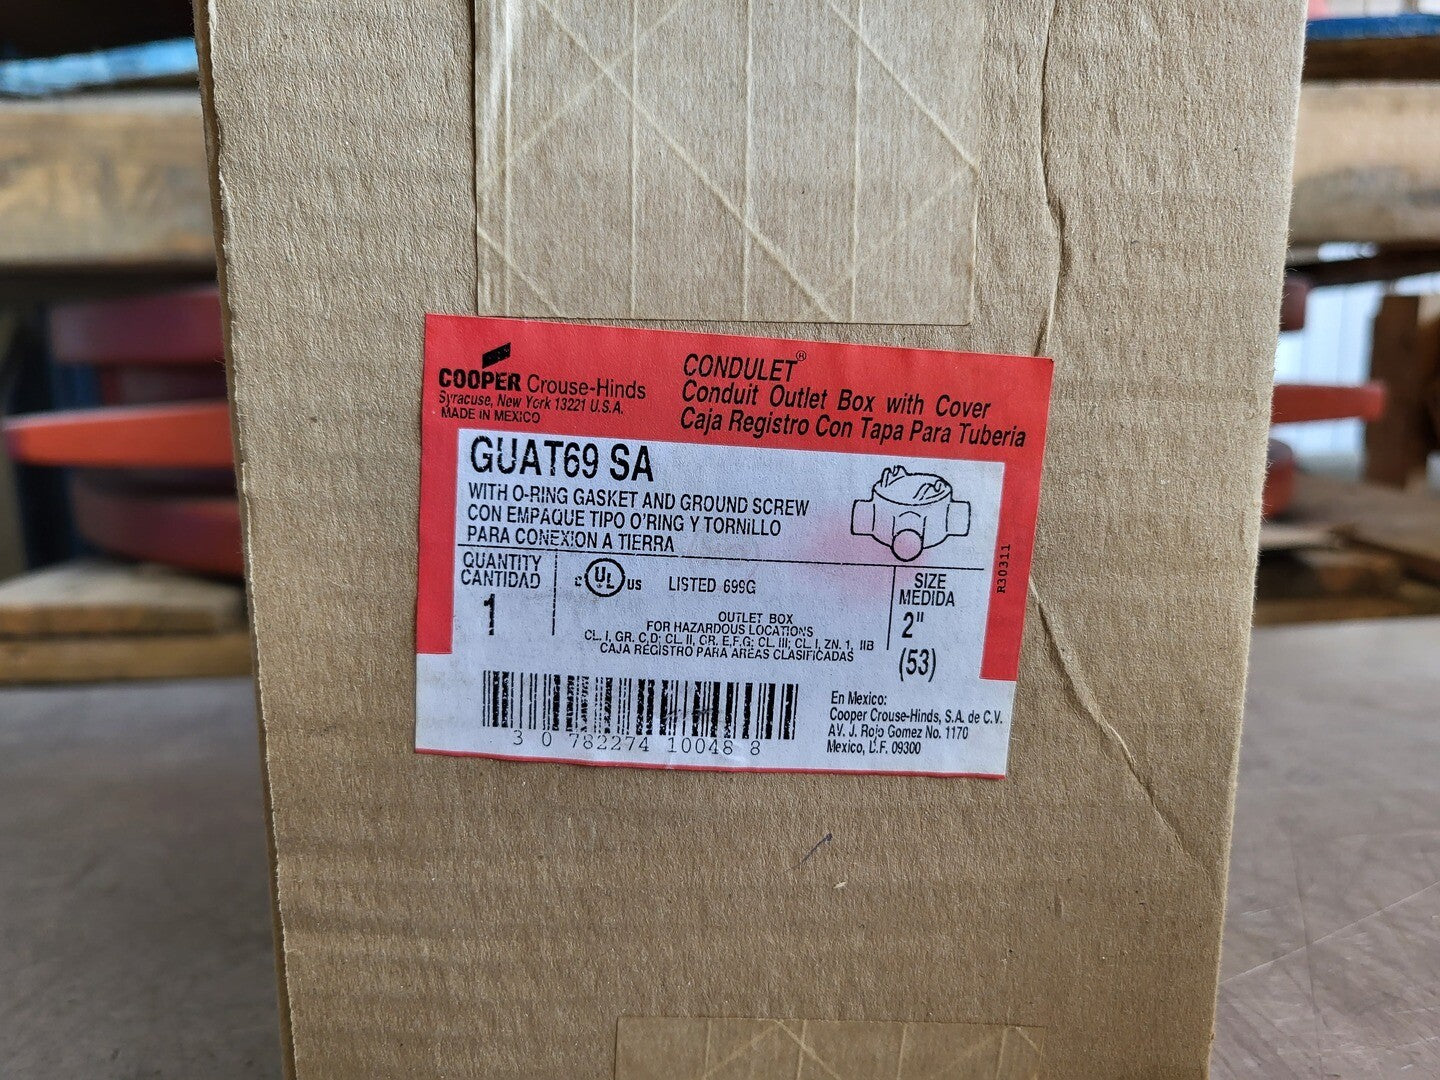 COOPER Crouse-Hinds
Syracuse, New York 13221 U.S.A.
MADE IN MEXICO
CONDULET®
Conduit Outlet Box with Cover
Caja Registro Con Tapa Para Tuberia
GUAT69 SA
WITH O-RING GASKET AND GROUND SCREW
CON EMPAQUE TIPO O'RING Y TORNILLO
PARA CONEXION A TIERRA
QUANTITY
CANTIDAD
1
c UL us LISTED 699G
OUTLET BOX
FOR HAZARDOUS LOCATIONS
CL. I, GR. C,D; CL. II, GR. E,F,G; CL. III; CL. I, ZN. 1, IIB
CAJA REGISTRO PARA AREAS CLASIFICADAS
SIZE
MEDIDA
2"
(53)
R30311
3 0 782274 10048 8
En Mexico:
Cooper Crouse-Hinds, S.A. de C.V.
AV. J. Rojo Gomez No. 1170
Mexico, D.F. 09300